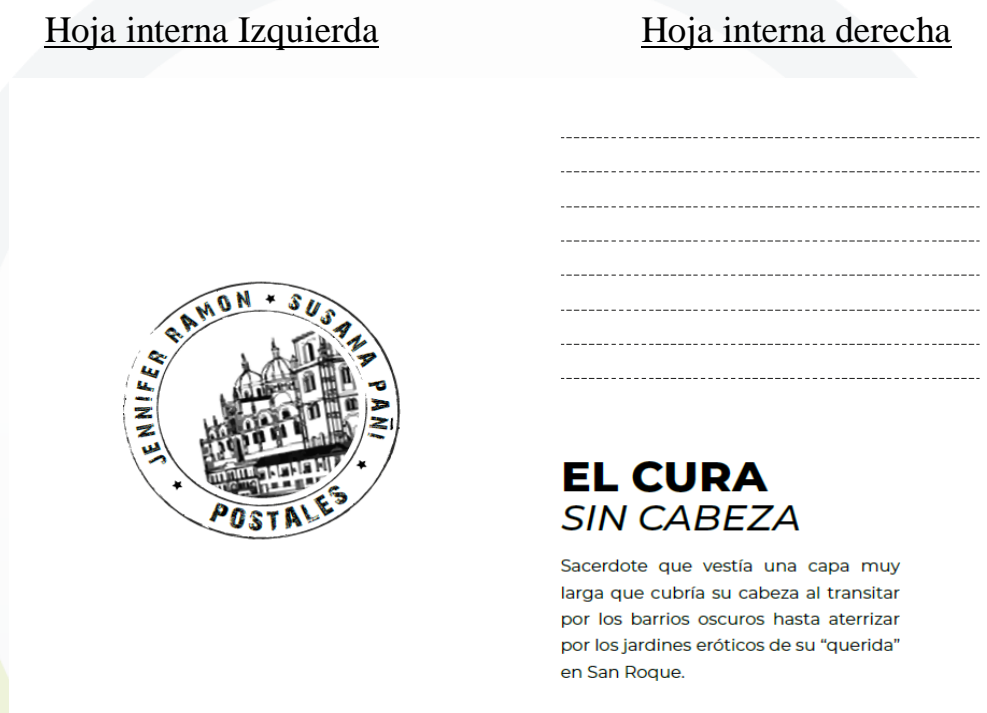 Hoja interna Izquierda
Hoja interna derecha
JENNIFER RAMON ★ SUSANA PAÑI ★ POSTALES ★
EL CURA
SIN CABEZA
Sacerdote que vestía una capa muy
larga que cubría su cabeza al transitar
por los barrios oscuros hasta aterrizar
por los jardines eróticos de su “querida”
en San Roque.